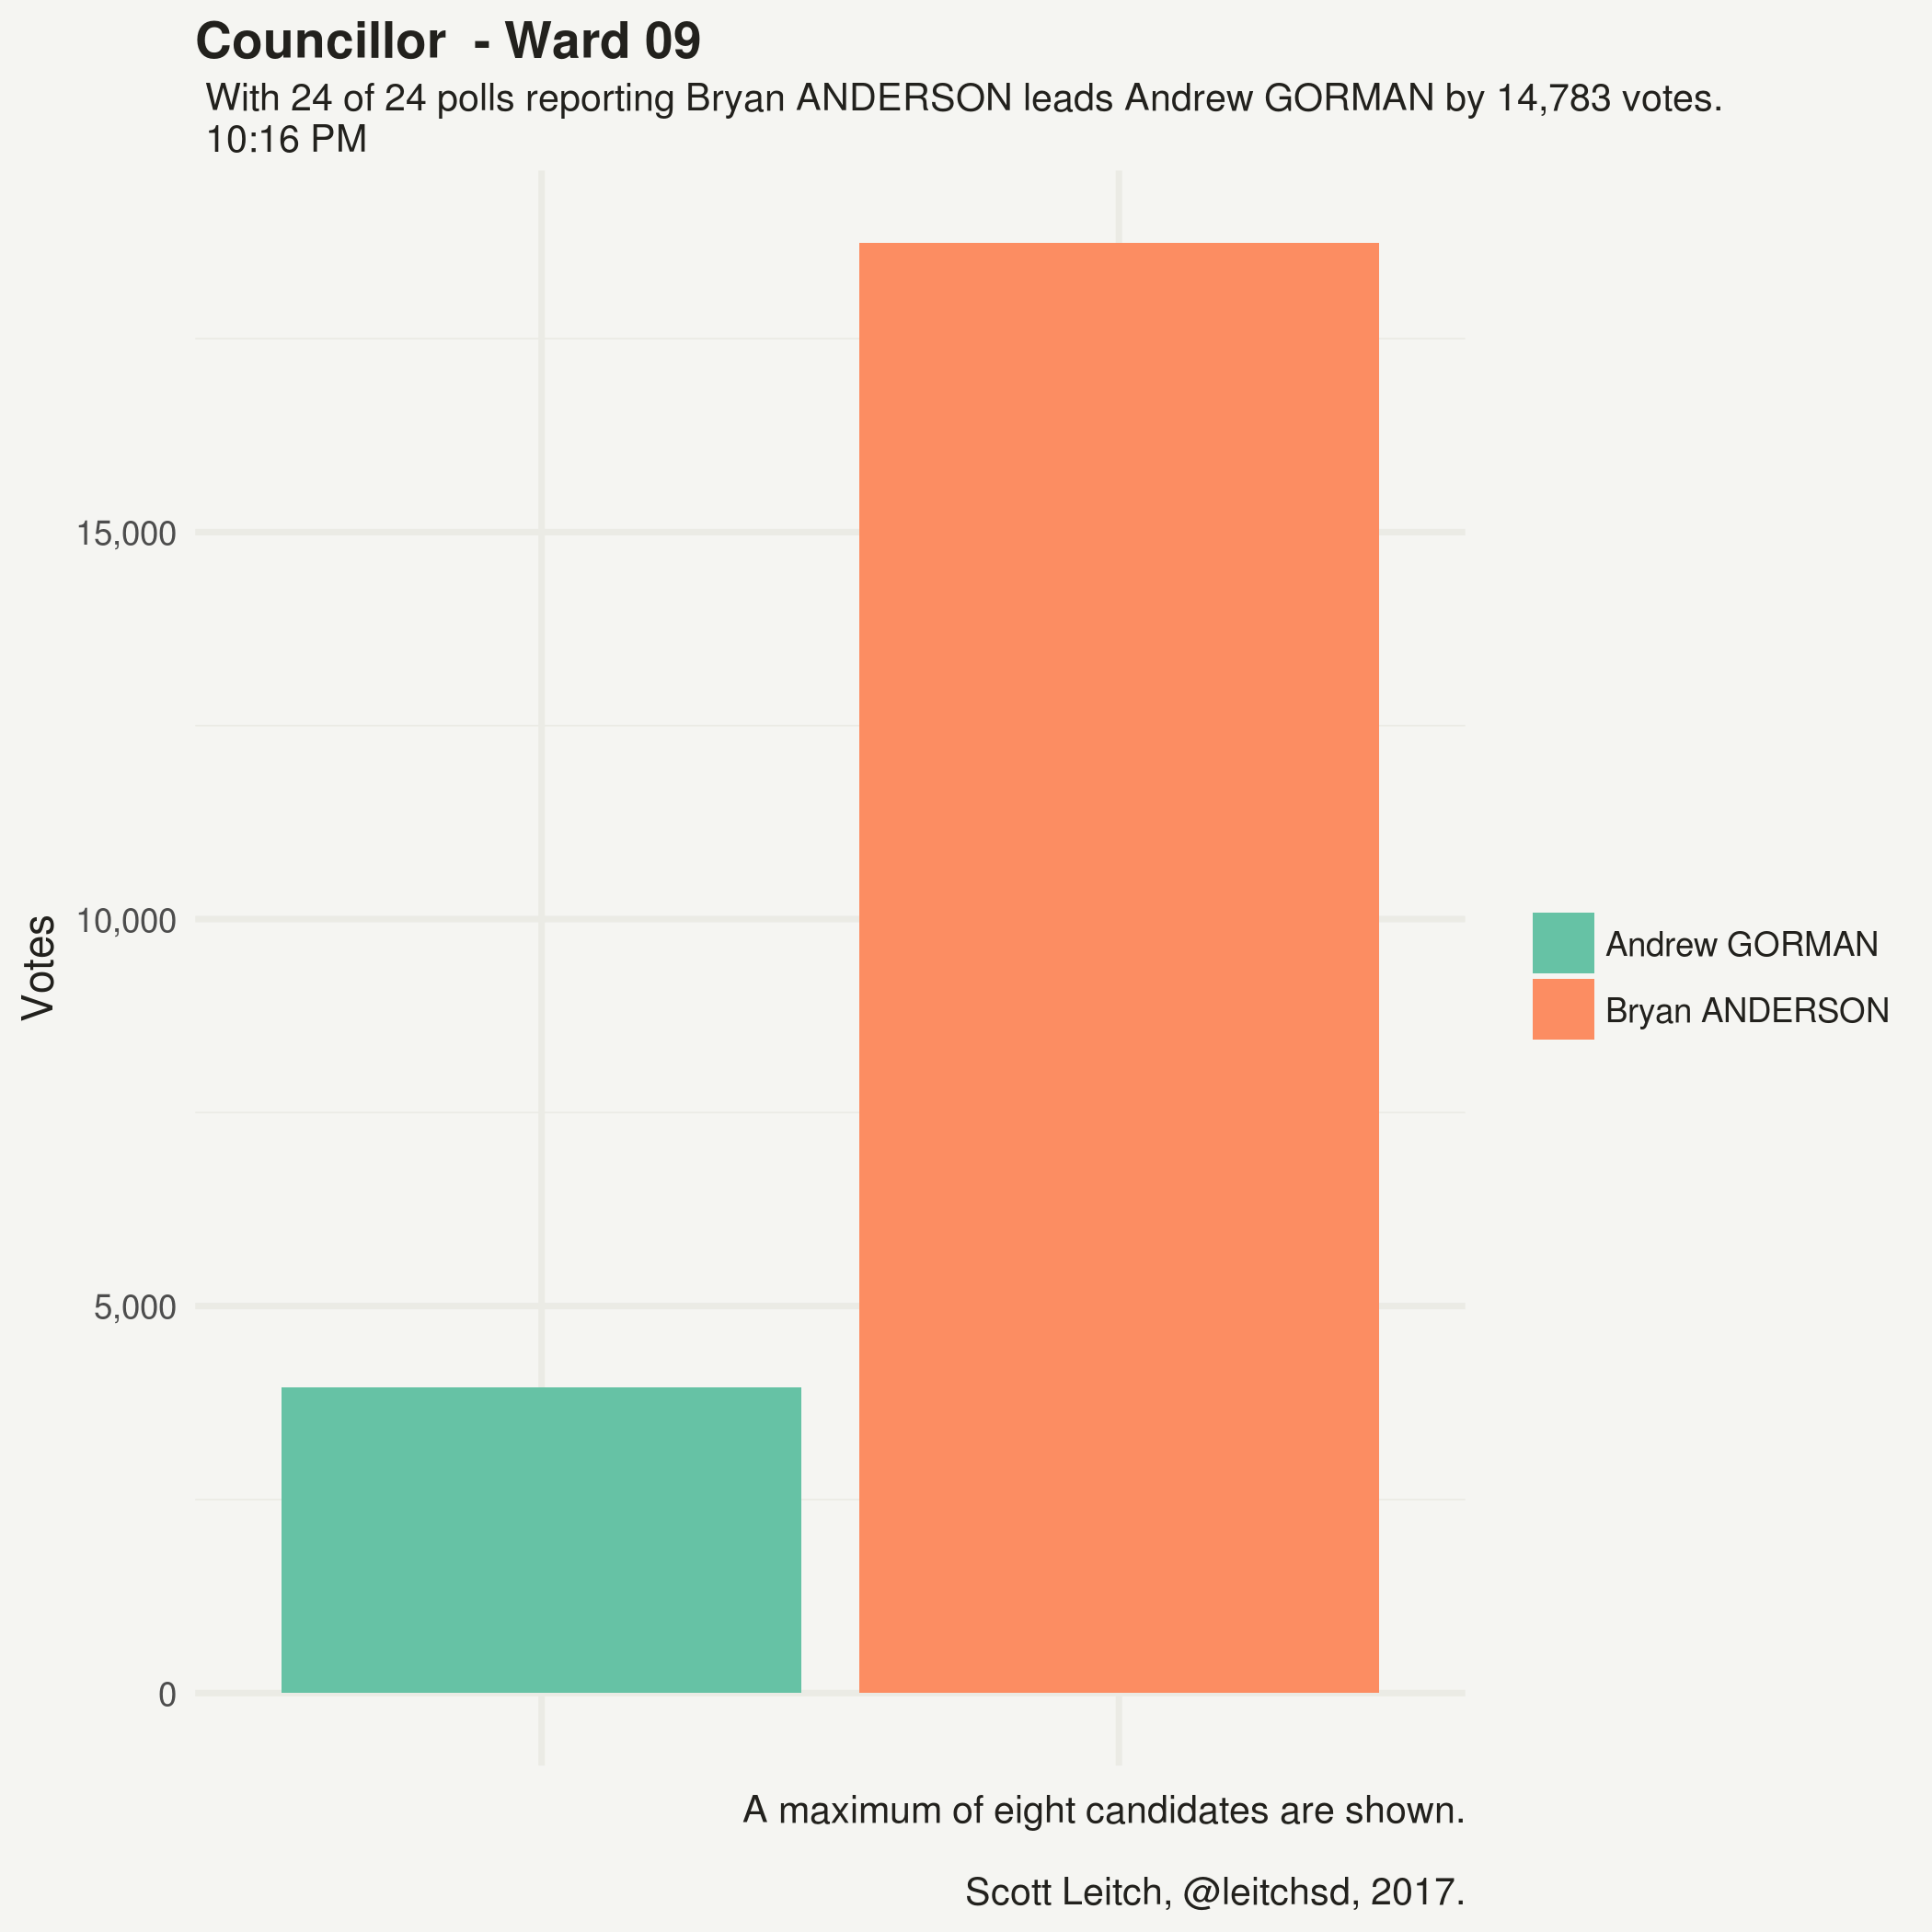 Councillor  - Ward 09
With 24 of 24 polls reporting Bryan ANDERSON leads Andrew GORMAN by 14,783 votes.
10:16 PM
Votes
15,000
10,000
5,000
0
Andrew GORMAN
Bryan ANDERSON
A maximum of eight candidates are shown.
Scott Leitch, @leitchsd, 2017.